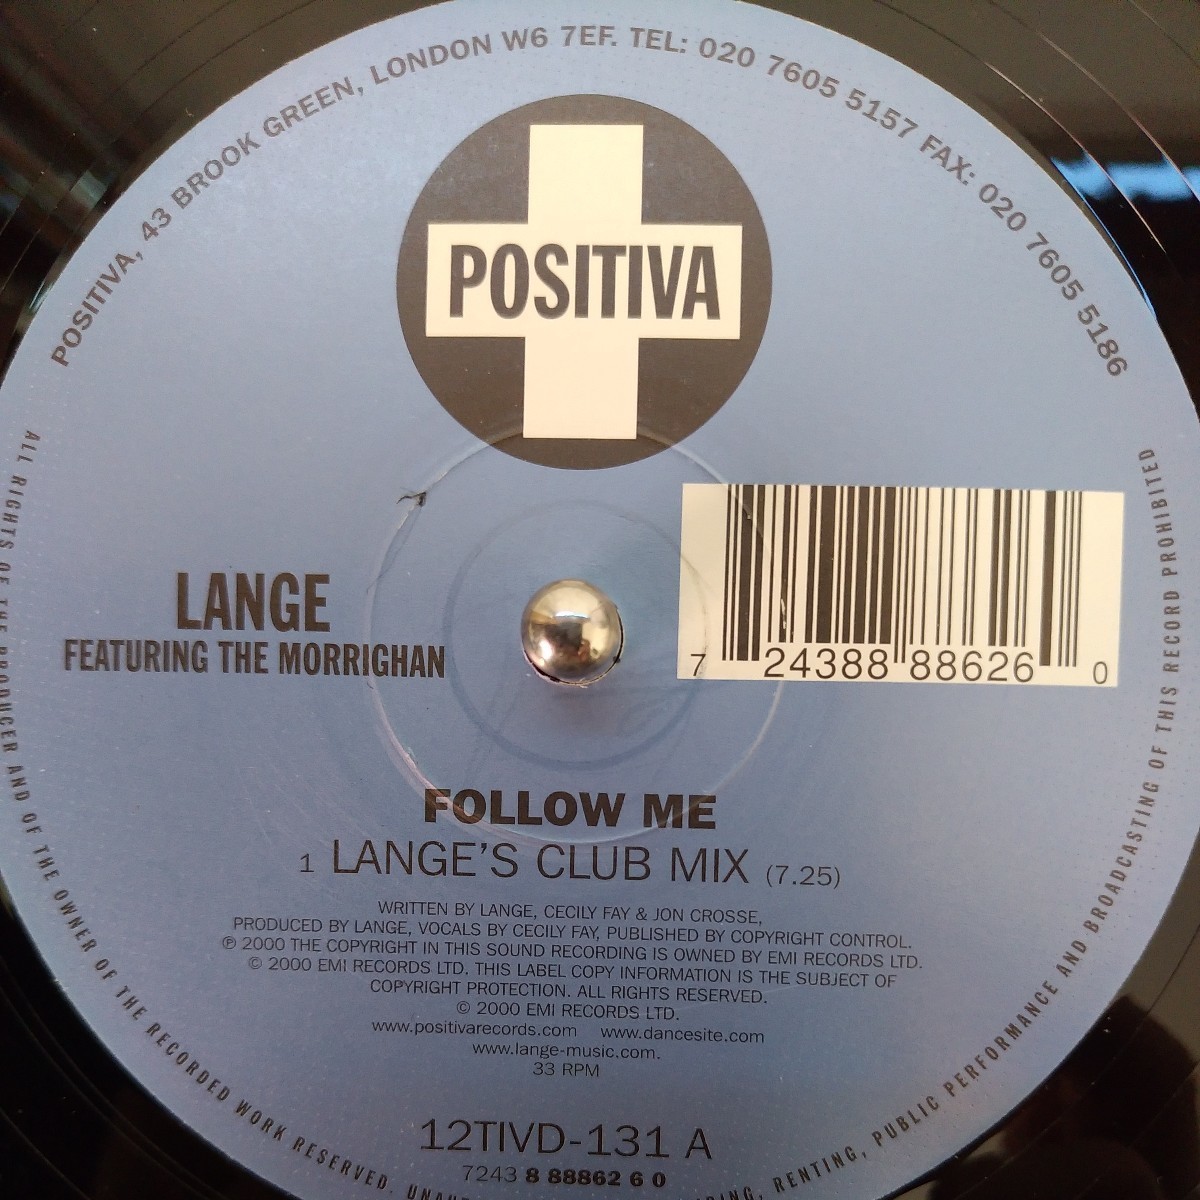 POSITIVA, 43 BROOK GREEN, LONDON W6 7EF. TEL: 020 7605 5157 FAX: 020 7605 5186
POSITIVA
LANGE
FEATURING THE MORRIGHAN
7 24388 88626 0
FOLLOW ME
1 LANGE'S CLUB MIX (7.25)
WRITTEN BY LANGE, CECILY FAY & JON CROSSE,
PRODUCED BY LANGE, VOCALS BY CECILY FAY, PUBLISHED BY COPYRIGHT CONTROL.
℗ 2000 THE COPYRIGHT IN THIS SOUND RECORDING IS OWNED BY EMI RECORDS LTD.
© 2000 EMI RECORDS LTD. THIS LABEL COPY INFORMATION IS THE SUBJECT OF
COPYRIGHT PROTECTION. ALL RIGHTS RESERVED.
© 2000 EMI RECORDS LTD.
www.positivarecords.com www.dancesite.com
www.lange-music.com.
33 RPM
12TIVD-131 A
7243 8 88862 6 0
ALL RIGHTS OF THE PRODUCER AND OF THE OWNER OF THE RECORDED WORK RESERVED. RENTING, PUBLIC PERFORMANCE AND BROADCASTING OF THIS RECORD PROHIBITED